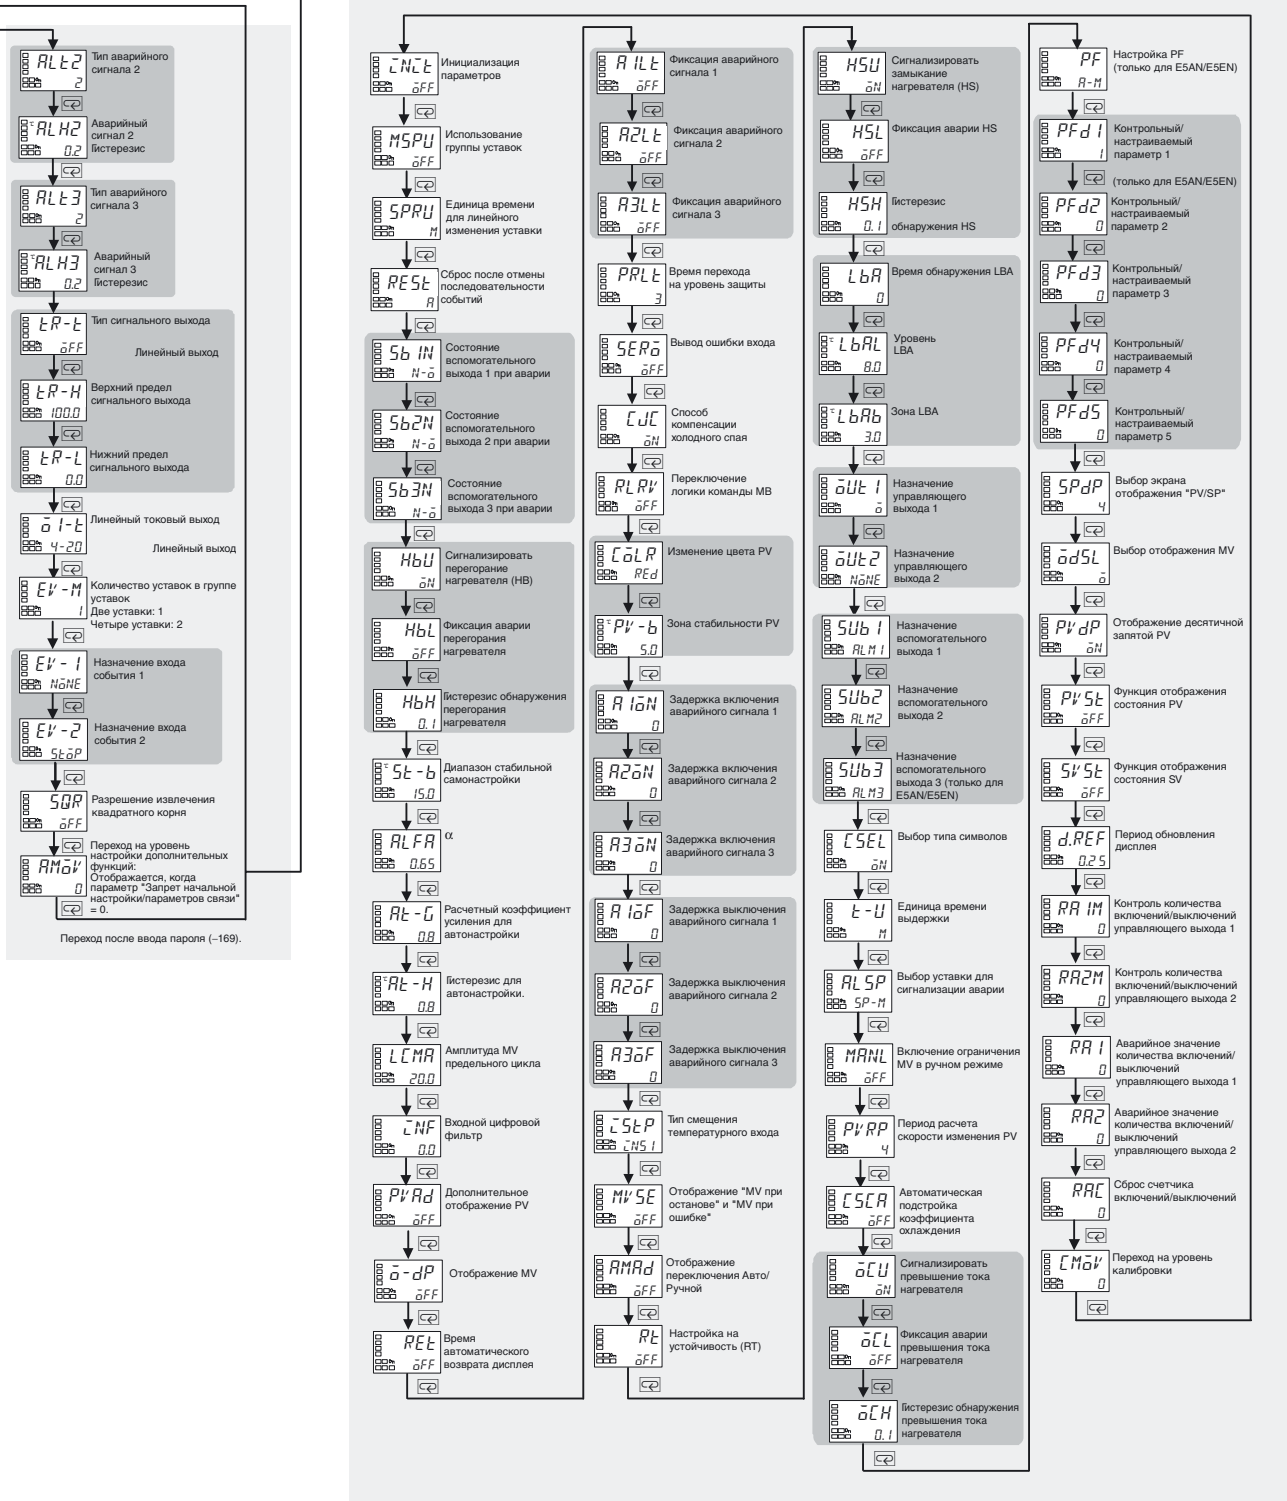 ALt2
2
Тип аварийного
сигнала 2
ALH2
0.2
Аварийный
сигнал 2
Гистерезис
ALt3
2
Тип аварийного
сигнала 3
ALH3
0.2
Аварийный
сигнал 3
Гистерезис
tR-t
oFF
Тип сигнального выхода
Линейный выход
tR-H
100.0
Верхний предел
сигнального выхода
tR-L
0.0
Нижний предел
сигнального выхода
o1-t
4-20
Линейный токовый выход
Линейный выход
EV-M
1
Количество уставок в группе
уставок
Две уставки: 1
Четыре уставки: 2
EV-1
NoNE
Назначение входа
события 1
EV-2
StoP
Назначение входа
события 2
SQR
oFF
Разрешение извлечения
квадратного корня
AMoV
0
Переход на уровень
настройки дополнительных
функций:
Отображается, когда
параметр "Запрет начальной
настройки/параметров связи"
= 0.
Переход после ввода пароля (–169).
INIt
oFF
Инициализация
параметров
MSPU
oFF
Использование
группы уставок
SPRU
M
Единица времени
для линейного
изменения уставки
RESt
A
Сброс после отмены
последовательности
событий
Sb1N
N-o
Состояние
вспомогательного
выхода 1 при аварии
Sb2N
N-o
Состояние
вспомогательного
выхода 2 при аварии
Sb3N
N-o
Состояние
вспомогательного
выхода 3 при аварии
HbU
oN
Сигнализировать
перегорание
нагревателя (HB)
HbL
oFF
Фиксация аварии
перегорания
нагревателя
HbH
0.1
Гистерезис обнаружения
перегорания
нагревателя
St-b
15.0
Диапазон стабильной
самонастройки
ALFA
0.65
α
At-G
0.8
Расчетный коэффициент
усиления для
автонастройки
At-H
0.8
Гистерезис для
автонастройки.
LCMA
20.0
Амплитуда MV
предельного цикла
INF
0.0
Входной цифровой
фильтр
PVAd
oFF
Дополнительное
отображение PV
o-dP
oFF
Отображение MV
REt
oFF
Время
автоматического
возврата дисплея
A1Lt
oFF
Фиксация аварийного
сигнала 1
A2Lt
oFF
Фиксация аварийного
сигнала 2
A3Lt
oFF
Фиксация аварийного
сигнала 3
PRLt
3
Время перехода
на уровень защиты
SERo
oFF
Вывод ошибки входа
CJC
oN
Способ
компенсации
холодного спая
RLRV
oFF
Переключение
логики команды MB
CoLR
REd
Изменение цвета PV
PV-b
5.0
Зона стабильности PV
A1oN
0
Задержка включения
аварийного сигнала 1
A2oN
0
Задержка включения
аварийного сигнала 2
A3oN
0
Задержка включения
аварийного сигнала 3
A1oF
0
Задержка выключения
аварийного сигнала 1
A2oF
0
Задержка выключения
аварийного сигнала 2
A3oF
0
Задержка выключения
аварийного сигнала 3
IStP
INS1
Тип смещения
температурного входа
MVSE
oFF
Отображение "MV при
останове" и "MV при
ошибке"
AMAd
oFF
Отображение
переключения Авто/
Ручной
Rt
oFF
Настройка на
устойчивость (RT)
HSU
oN
Сигнализировать
замыкание
нагревателя (HS)
HSL
oFF
Фиксация аварии HS
HSH
0.1
Гистерезис
обнаружения HS
LbA
0
Время обнаружения LBA
LbAL
8.0
Уровень
LBA
LbAb
3.0
Зона LBA
oUt1
o
Назначение
управляющего
выхода 1
oUt2
NoNE
Назначение
управляющего
выхода 2
SUb1
ALM1
Назначение
вспомогательного
выхода 1
SUb2
ALM2
Назначение
вспомогательного
выхода 2
SUb3
ALM3
Назначение
вспомогательного
выхода 3 (только для
E5AN/E5EN)
CSEL
oN
Выбор типа символов
t-U
M
Единица времени
выдержки
ALSP
SP-M
Выбор уставки для
сигнализации аварии
MANL
oFF
Включение ограничения
MV в ручном режиме
PVRP
4
Период расчета
скорости изменения PV
CSCA
oFF
Автоматическая
подстройка
коэффициента
охлаждения
oCU
oN
Сигнализировать
превышение тока
нагревателя
oCL
oFF
Фиксация аварии
превышения тока
нагревателя
oCH
0.1
Гистерезис обнаружения
превышения тока
нагревателя
PF
A-M
Настройка PF
(только для E5AN/E5EN)
PFd1
1
Контрольный/
настраиваемый
параметр 1
(только для E5AN/E5EN)
PFd2
0
Контрольный/
настраиваемый
параметр 2
PFd3
0
Контрольный/
настраиваемый
параметр 3
PFd4
0
Контрольный/
настраиваемый
параметр 4
PFd5
0
Контрольный/
настраиваемый
параметр 5
SPdP
4
Выбор экрана
отображения "PV/SP"
odSL
o
Выбор отображения MV
PVdP
oN
Отображение десятичной
запятой PV
PVSt
oFF
Функция отображения
состояния PV
SVSt
oFF
Функция отображения
состояния SV
d.REF
0.25
Период обновления
дисплея
RA1M
0
Контроль количества
включений/выключений
управляющего выхода 1
RA2M
0
Контроль количества
включений/выключений
управляющего выхода 2
RA1
0
Аварийное значение
количества включений/
выключений
управляющего выхода 1
RA2
0
Аварийное значение
количества включений/
выключений
управляющего выхода 2
RAC
0
Сброс счетчика
включений/выключений
CMoV
0
Переход на уровень
калибровки